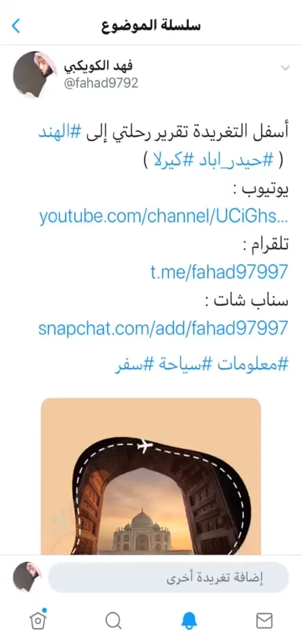 سلسلة الموضوع
فهد الكويكبي
@fahad9792
أسفل التغريدة تقرير رحلتي إلى #الهند
( #حيدر_اباد #كيرلا )
يوتيوب :
youtube.com/channel/UCiGhs...
تلقرام :
t.me/fahad97997
سناب شات :
snapchat.com/add/fahad97997
#معلومات #سياحة #سفر
إضافة تغريدة أخرى